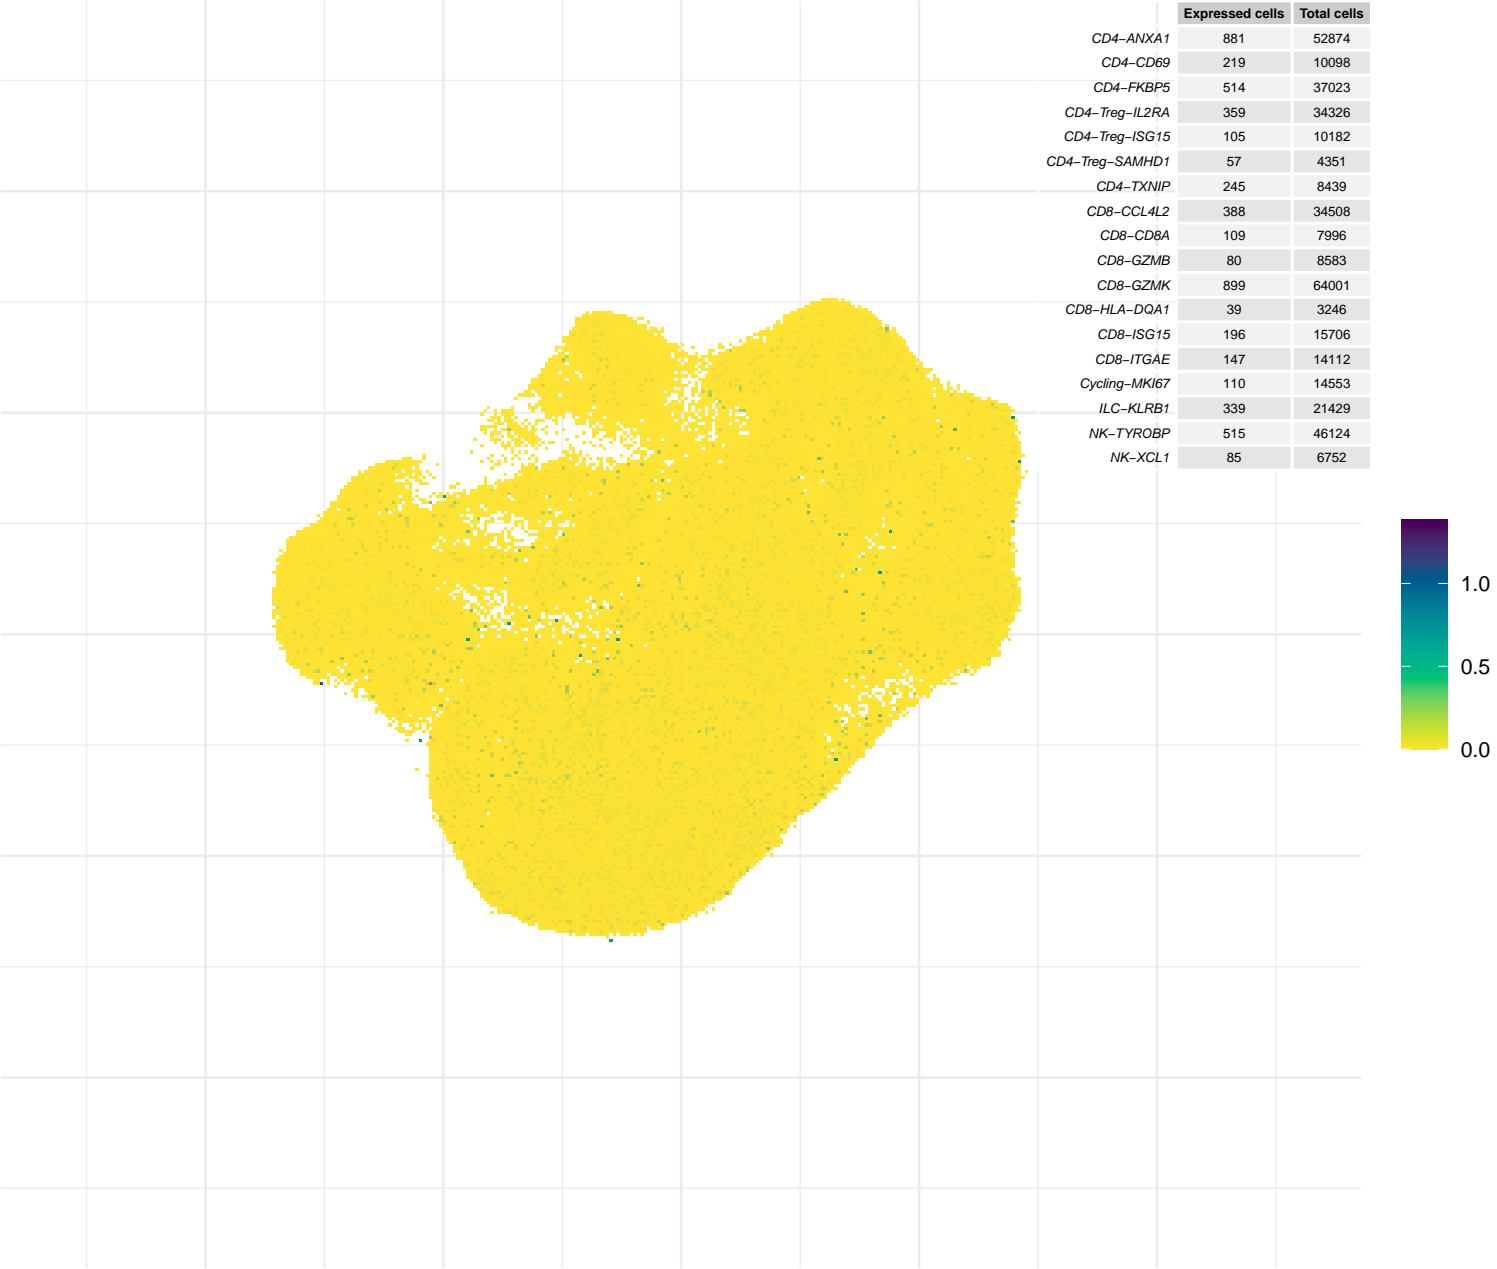 Expressed cells Total cells
CD4−ANXA1 881 52874
CD4−CD69 219 10098
CD4−FKBP5 514 37023
CD4−Treg−IL2RA 359 34326
CD4−Treg−ISG15 105 10182
CD4−Treg−SAMHD1 57 4351
CD4−TXNIP 245 8439
CD8−CCL4L2 388 34508
CD8−CD8A 109 7996
CD8−GZMB 80 8583
CD8−GZMK 899 64001
CD8−HLA−DQA1 39 3246
CD8−ISG15 196 15706
CD8−ITGAE 147 14112
Cycling−MKI67 110 14553
ILC−KLRB1 339 21429
NK−TYROBP 515 46124
NK−XCL1 85 6752
1.0
0.5
0.0